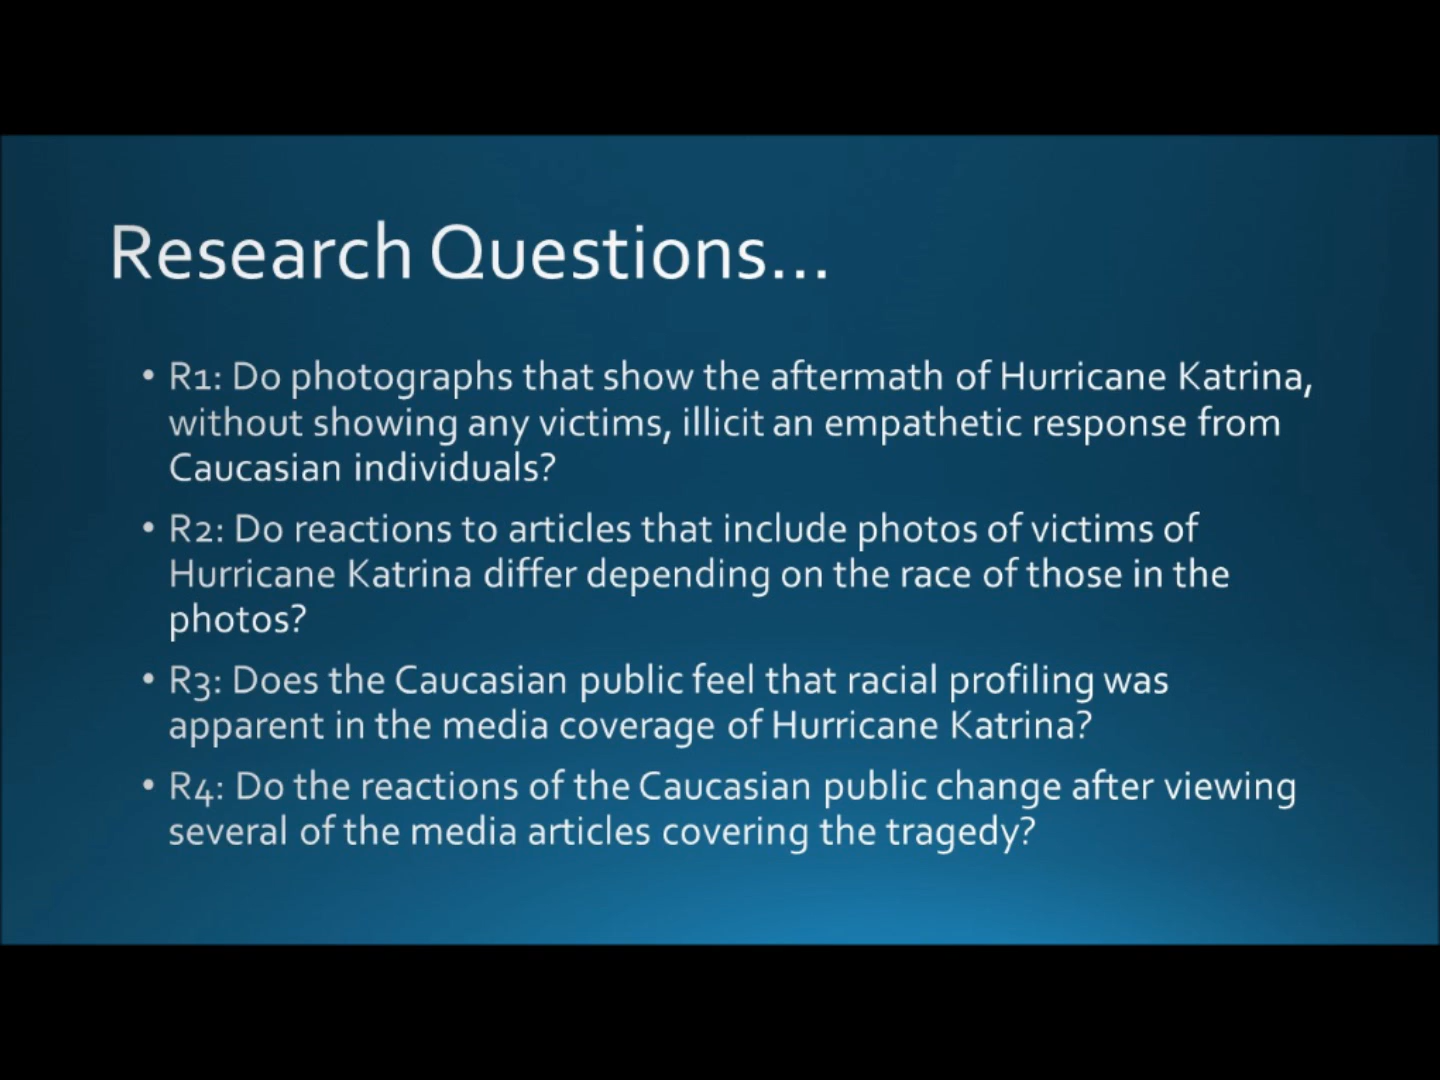 Research Questions...
• R1: Do photographs that show the aftermath of Hurricane Katrina,
without showing any victims, illicit an empathetic response from
Caucasian individuals?
• R2: Do reactions to articles that include photos of victims of
Hurricane Katrina differ depending on the race of those in the
photos?
• R3: Does the Caucasian public feel that racial profiling was
apparent in the media coverage of Hurricane Katrina?
• R4: Do the reactions of the Caucasian public change after viewing
several of the media articles covering the tragedy?